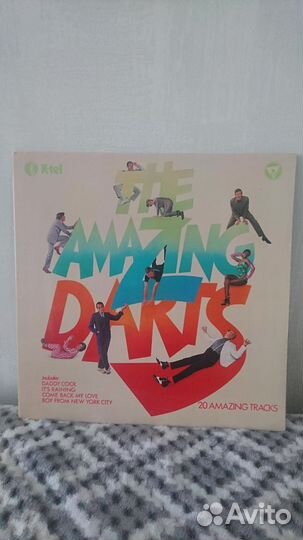 K-tel
THE
AMAZING
DARTS
Includes
DADDY COOL
IT'S RAINING
COME BACK MY LOVE
BOY FROM NEW YORK CITY
20 AMAZING TRACKS
Avito